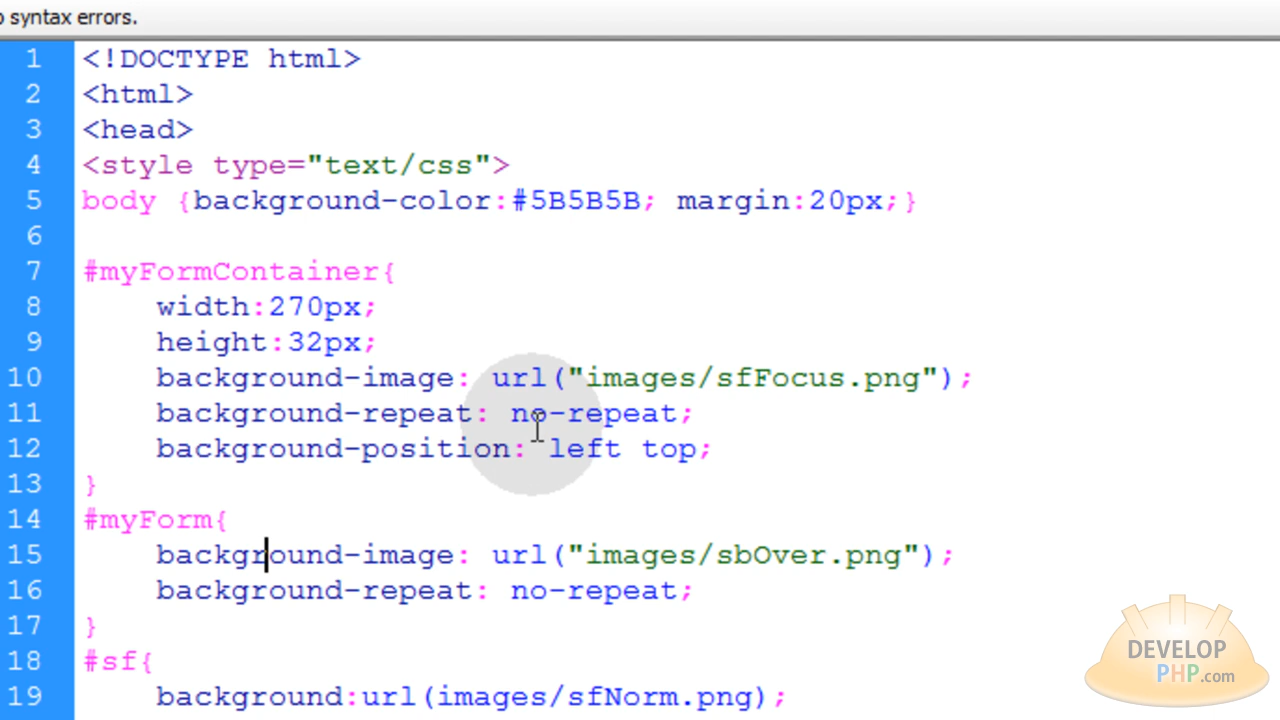 o syntax errors.
1 <!DOCTYPE html>
2 <html>
3 <head>
4 <style type="text/css">
5 body {background-color:#5B5B5B; margin:20px;}
6
7 #myFormContainer{
8 width:270px;
9 height:32px;
10 background-image: url("images/sfFocus.png");
11 background-repeat: no-repeat;
12 background-position: left top;
13 }
14 #myForm{
15 background-image: url("images/sbOver.png");
16 background-repeat: no-repeat;
17 }
18 #sf{
19 background:url(images/sfNorm.png);
DEVELOP
PHP.com